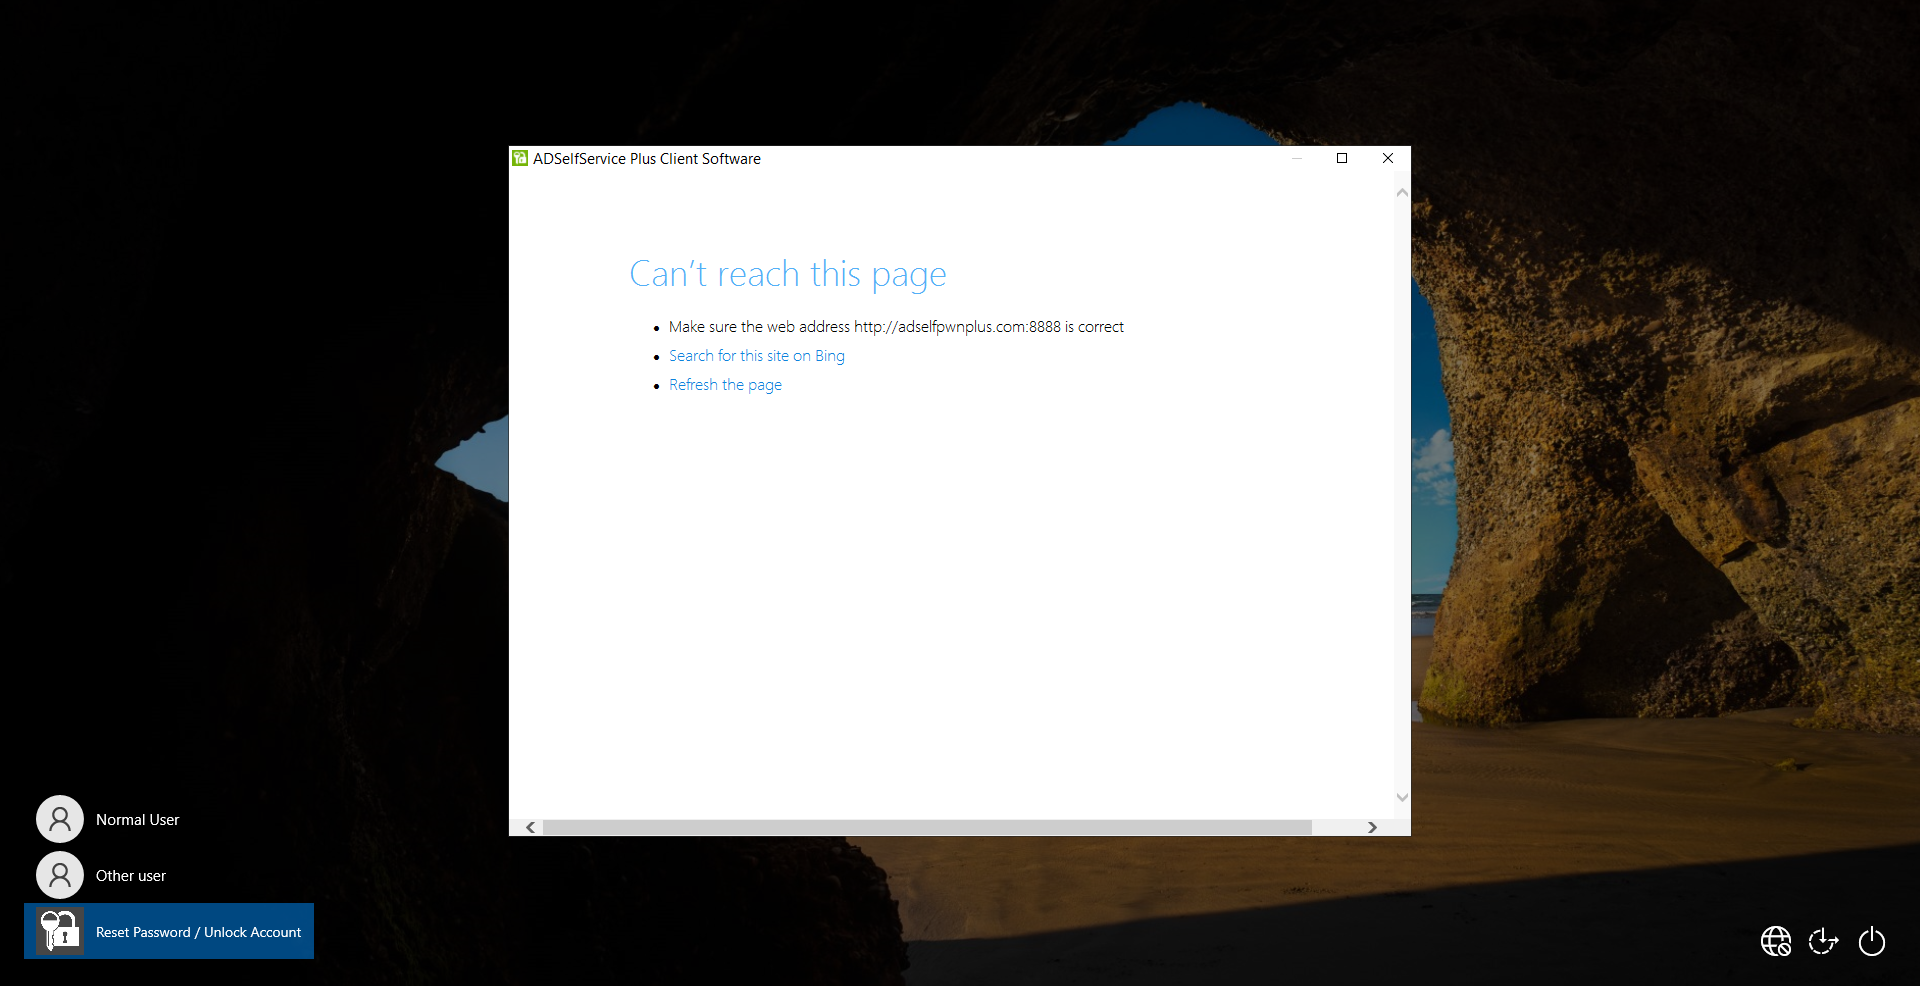 ADSelfService Plus Client Software
Can't reach this page
Make sure the web address http://adselfpwnplus.com:8888 is correct
Search for this site on Bing
Refresh the page
Normal User
Other user
Reset Password / Unlock Account